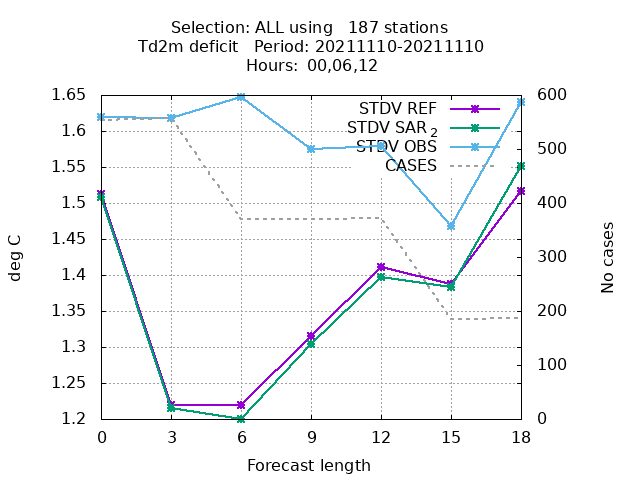 Selection: ALL using   187 stations
Td2m deficit   Period: 20211110-20211110
Hours:  00,06,12
STDV REF
STDV SAR 2
STDV OBS
CASES
1.65
1.6
1.55
1.5
1.45
1.4
1.35
1.3
1.25
1.2
600
500
400
300
200
100
0
deg C
No cases
0 3 6 9 12 15 18
Forecast length